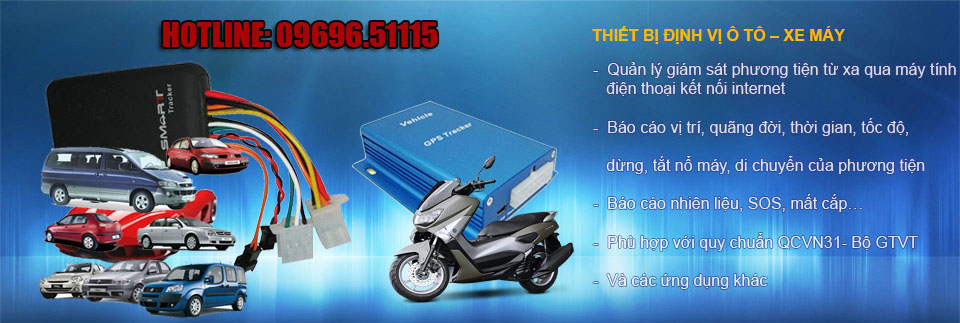 HOTLINE: 09696.51115
SMART
Tracker
Vehicle
GPS Tracker
THIẾT BỊ ĐỊNH VỊ Ô TÔ – XE MÁY
- Quản lý giám sát phương tiện từ xa qua máy tính
điện thoại kết nối internet
- Báo cáo vị trí, quãng đời, thời gian, tốc độ,
dừng, tắt nổ máy, di chuyển của phương tiện
- Báo cáo nhiên liệu, SOS, mất cắp...
- Phù hợp với quy chuẩn QCVN31- Bộ GTVT
- Và các ứng dụng khác